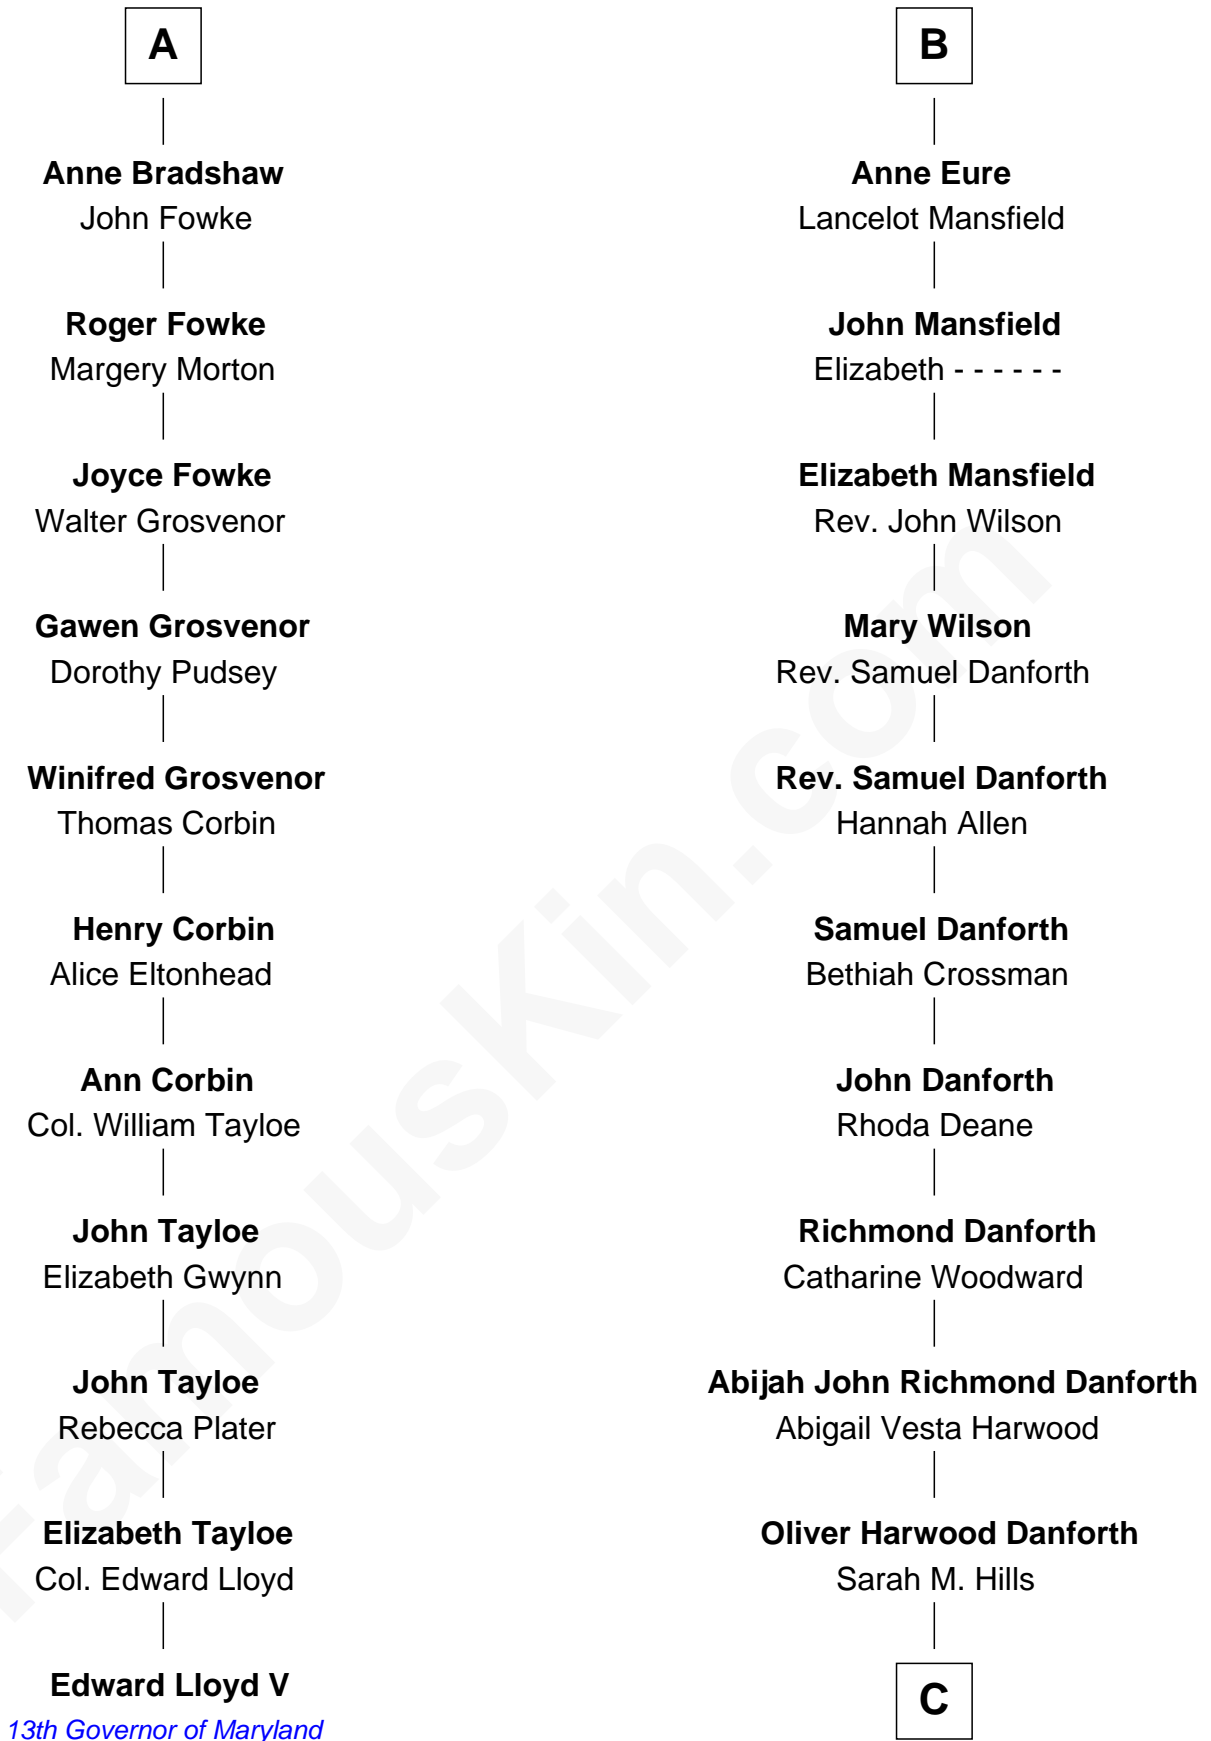 A
Anne Bradshaw
John Fowke
Roger Fowke
Margery Morton
Joyce Fowke
Walter Grosvenor
Gawen Grosvenor
Dorothy Pudsey
Winifred Grosvenor
Thomas Corbin
Henry Corbin
Alice Eltonhead
Ann Corbin
Col. William Tayloe
John Tayloe
Elizabeth Gwynn
John Tayloe
Rebecca Plater
Elizabeth Tayloe
Col. Edward Lloyd
Edward Lloyd V
13th Governor of Maryland
B
Anne Eure
Lancelot Mansfield
John Mansfield
Elizabeth - - - - - -
Elizabeth Mansfield
Rev. John Wilson
Mary Wilson
Rev. Samuel Danforth
Rev. Samuel Danforth
Hannah Allen
Samuel Danforth
Bethiah Crossman
John Danforth
Rhoda Deane
Richmond Danforth
Catharine Woodward
Abijah John Richmond Danforth
Abigail Vesta Harwood
Oliver Harwood Danforth
Sarah M. Hills
C
FamousKin.com